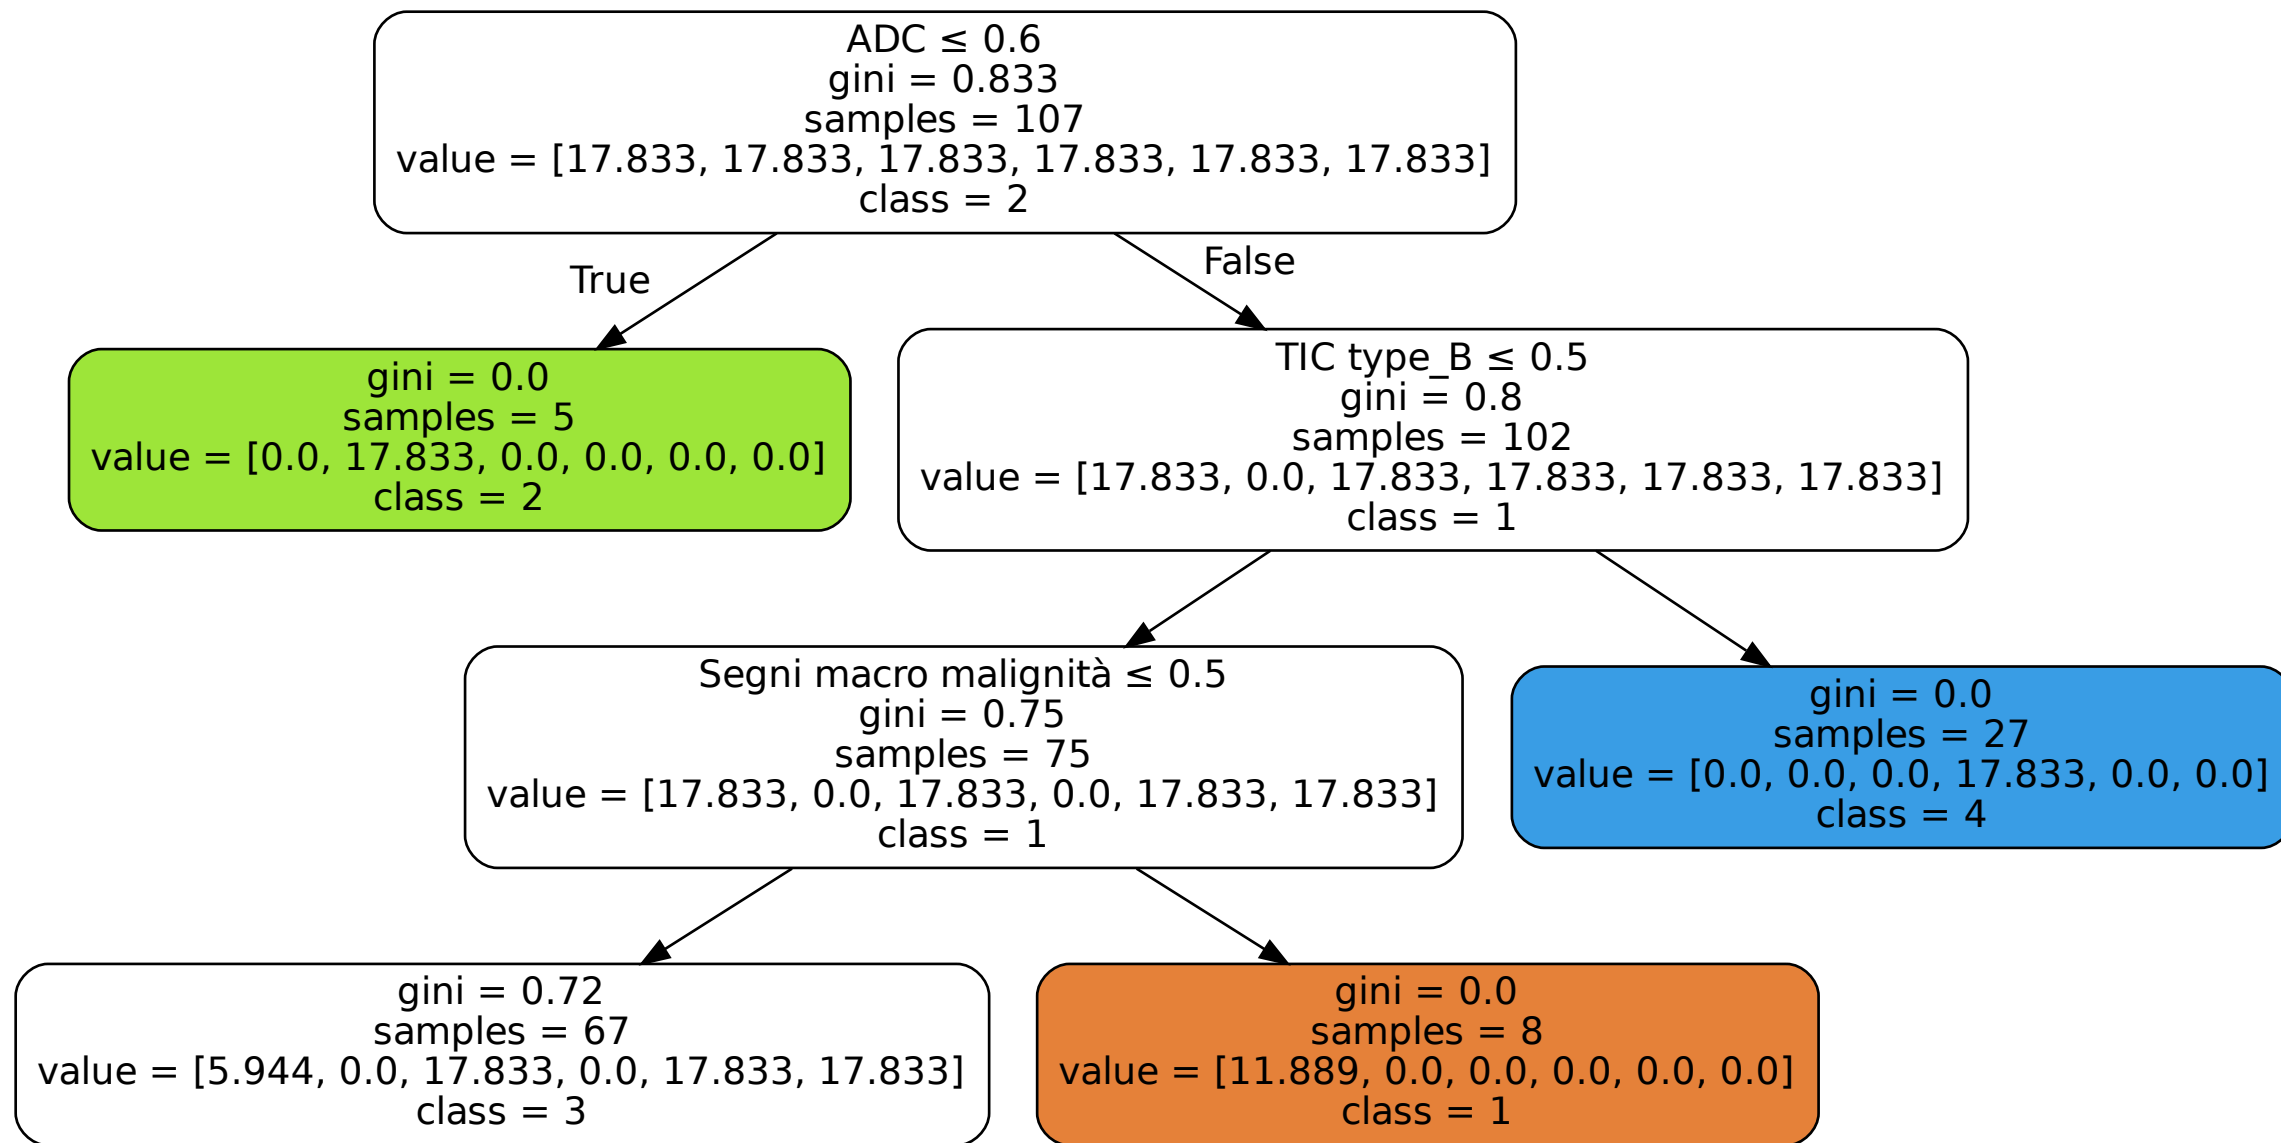 ADC ≤ 0.6
gini = 0.833
samples = 107
value = [17.833, 17.833, 17.833, 17.833, 17.833, 17.833]
class = 2
True
False
gini = 0.0
samples = 5
value = [0.0, 17.833, 0.0, 0.0, 0.0, 0.0]
class = 2
TIC type_B ≤ 0.5
gini = 0.8
samples = 102
value = [17.833, 0.0, 17.833, 17.833, 17.833, 17.833]
class = 1
Segni macro malignità ≤ 0.5
gini = 0.75
samples = 75
value = [17.833, 0.0, 17.833, 0.0, 17.833, 17.833]
class = 1
gini = 0.0
samples = 27
value = [0.0, 0.0, 0.0, 17.833, 0.0, 0.0]
class = 4
gini = 0.72
samples = 67
value = [5.944, 0.0, 17.833, 0.0, 17.833, 17.833]
class = 3
gini = 0.0
samples = 8
value = [11.889, 0.0, 0.0, 0.0, 0.0, 0.0]
class = 1